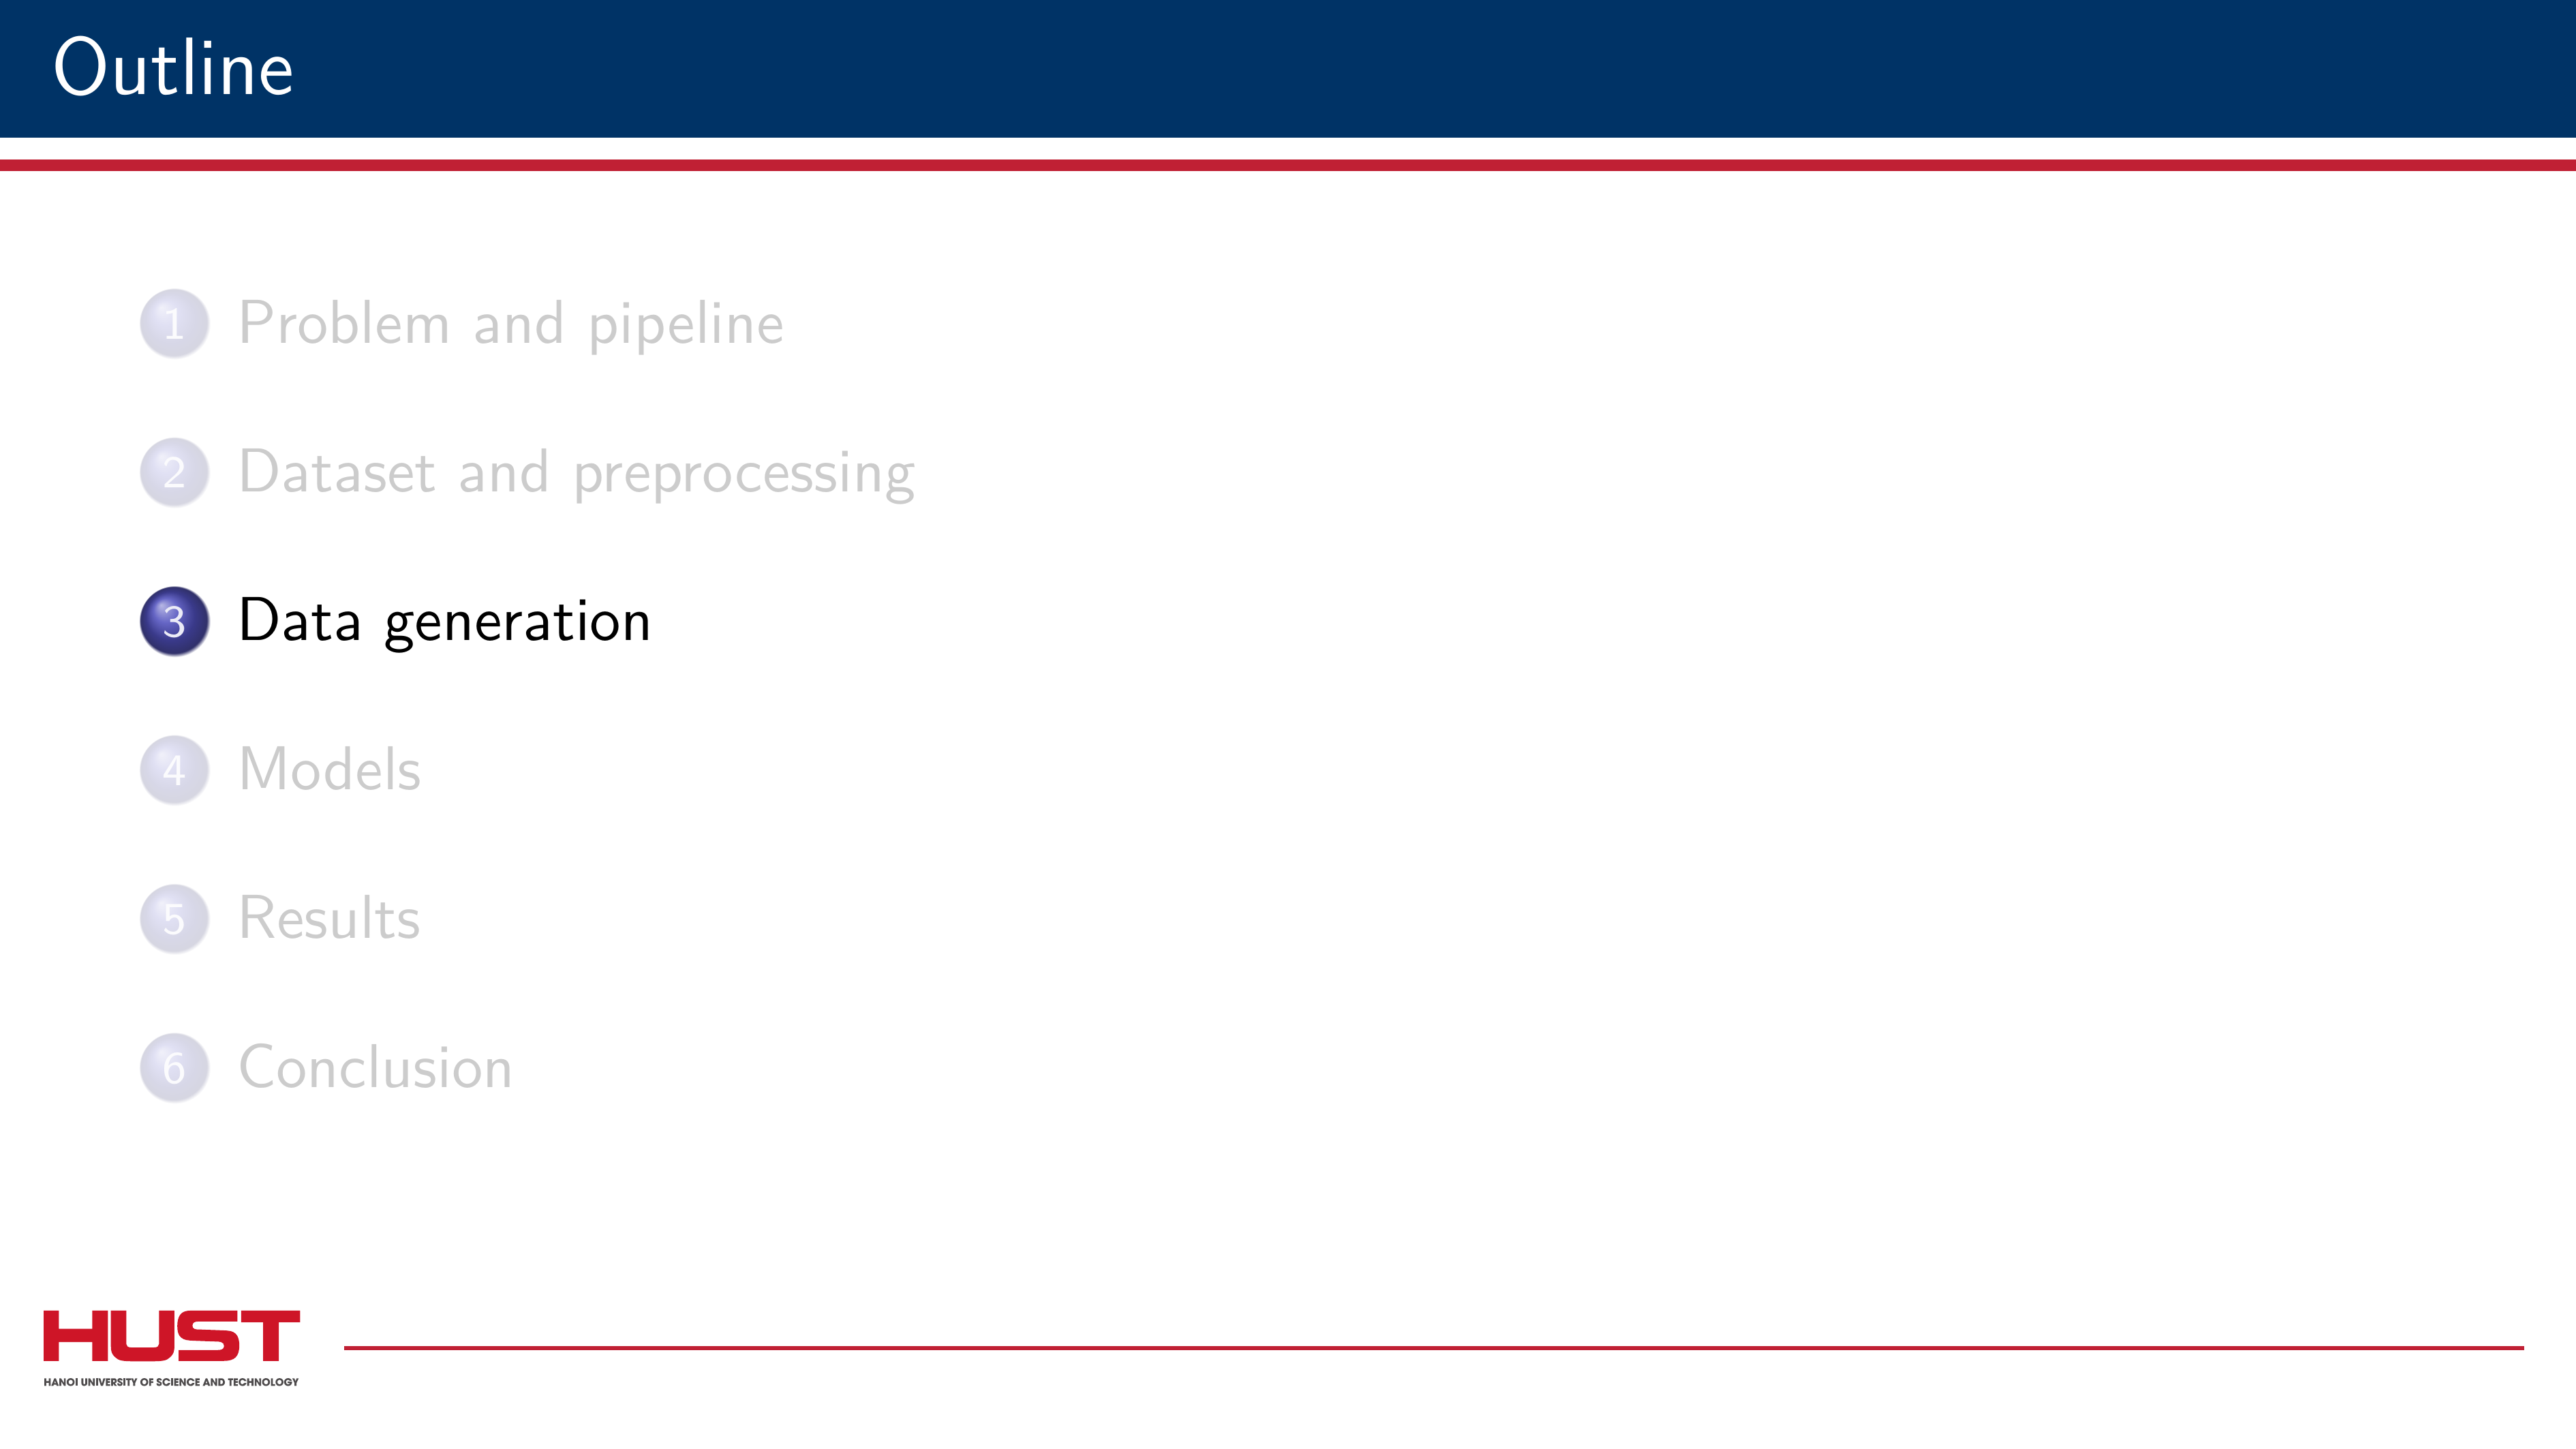 Outline
1 Problem and pipeline
2 Dataset and preprocessing
3 Data generation
4 Models
5 Results
6 Conclusion
HUST
HANOI UNIVERSITY OF SCIENCE AND TECHNOLOGY